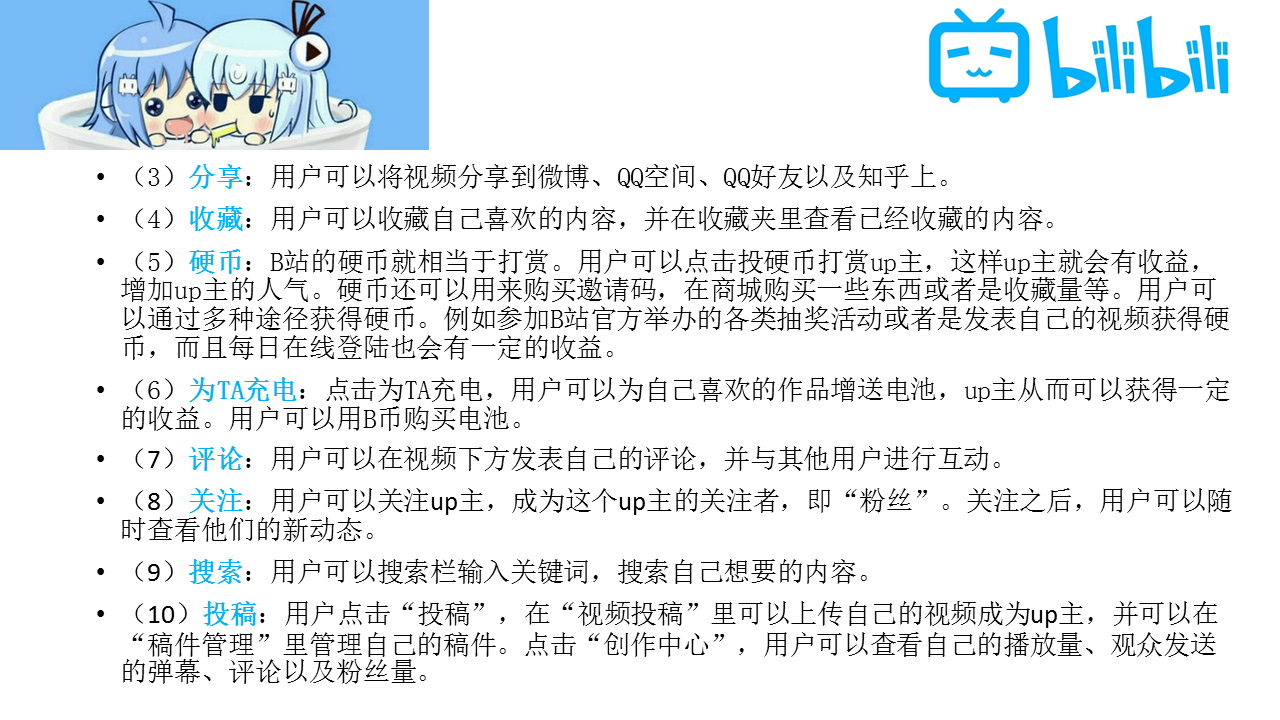 bilibili
• （3）分享：用户可以将视频分享到微博、QQ空间、QQ好友以及知乎上。
• （4）收藏：用户可以收藏自己喜欢的内容，并在收藏夹里查看已经收藏的内容。
• （5）硬币：B站的硬币就相当于打赏。用户可以点击投硬币打赏up主，这样up主就会有收益，
增加up主的人气。硬币还可以用来购买邀请码，在商城购买一些东西或者是收藏量等。用户可
以通过多种途径获得硬币。例如参加B站官方举办的各类抽奖活动或者是发表自己的视频获得硬
币，而且每日在线登陆也会有一定的收益。
• （6）为TA充电：点击为TA充电，用户可以为自己喜欢的作品增送电池，up主从而可以获得一定
的收益。用户可以用B币购买电池。
• （7）评论：用户可以在视频下方发表自己的评论，并与其他用户进行互动。
• （8）关注：用户可以关注up主，成为这个up主的关注者，即“粉丝”。关注之后，用户可以随
时查看他们的新动态。
• （9）搜索：用户可以搜索栏输入关键词，搜索自己想要的内容。
• （10）投稿：用户点击“投稿”，在“视频投稿”里可以上传自己的视频成为up主，并可以在
“稿件管理”里管理自己的稿件。点击“创作中心”，用户可以查看自己的播放量、观众发送
的弹幕、评论以及粉丝量。